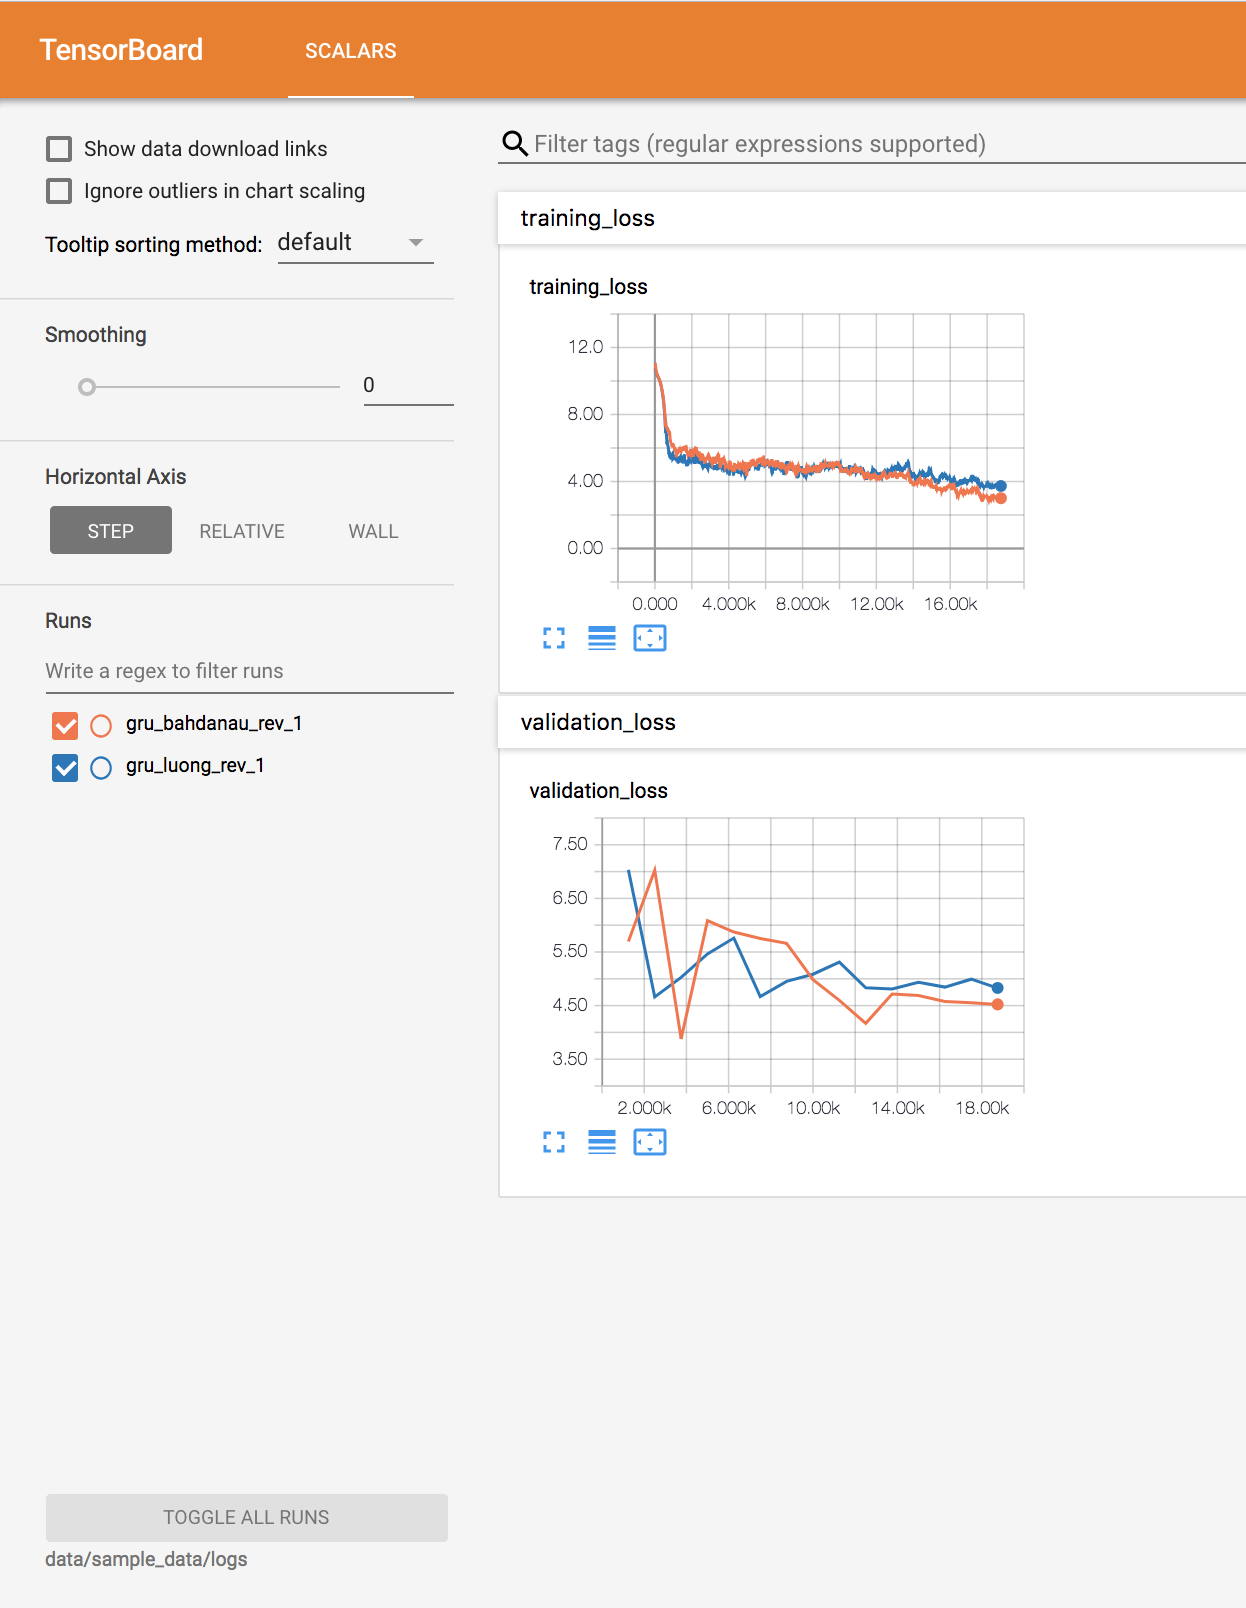 TensorBoard
SCALARS
Show data download links
Ignore outliers in chart scaling
Tooltip sorting method: default
Smoothing
0
Horizontal Axis
STEP RELATIVE WALL
Runs
Write a regex to filter runs
gru_bahdanau_rev_1
gru_luong_rev_1
TOGGLE ALL RUNS
data/sample_data/logs
Filter tags (regular expressions supported)
training_loss
training_loss
12.0
8.00
4.00
0.00
0.000 4.000k 8.000k 12.00k 16.00k
validation_loss
validation_loss
7.50
6.50
5.50
4.50
3.50
2.000k 6.000k 10.00k 14.00k 18.00k